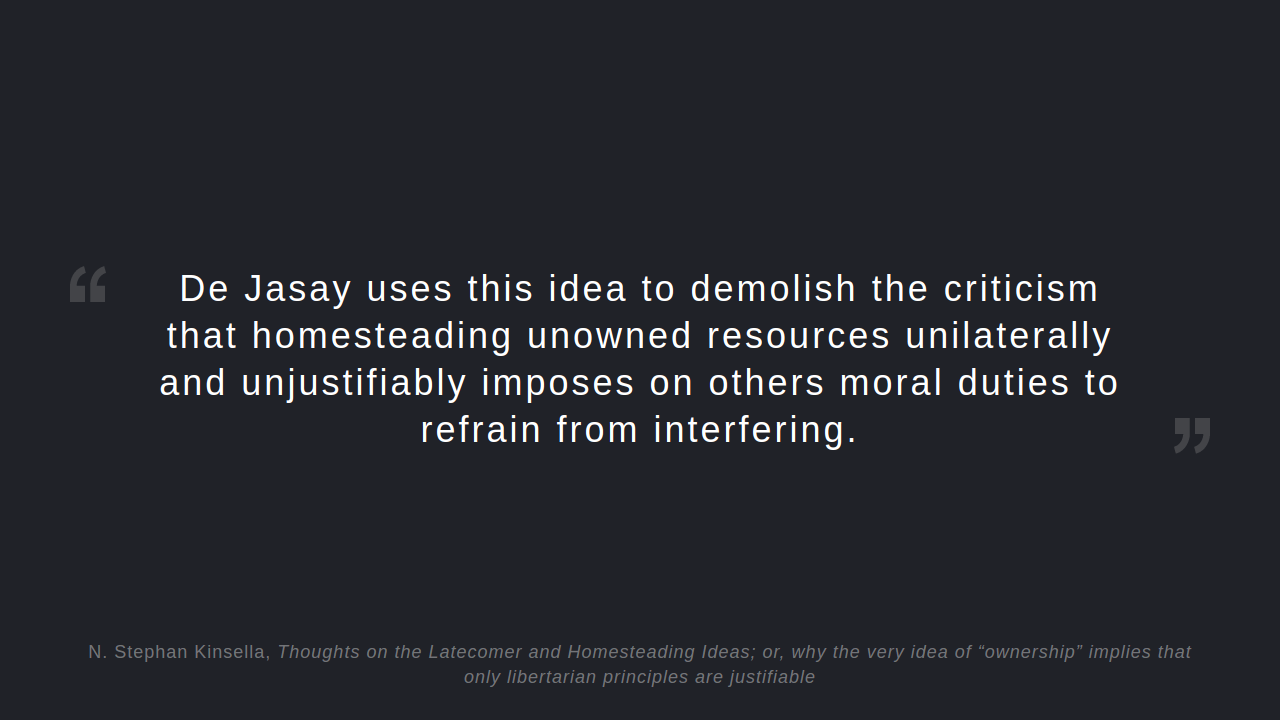 “
De Jasay uses this idea to demolish the criticism
that homesteading unowned resources unilaterally
and unjustifiably imposes on others moral duties to
refrain from interfering.
”
N. Stephan Kinsella, Thoughts on the Latecomer and Homesteading Ideas; or, why the very idea of “ownership” implies that
only libertarian principles are justifiable